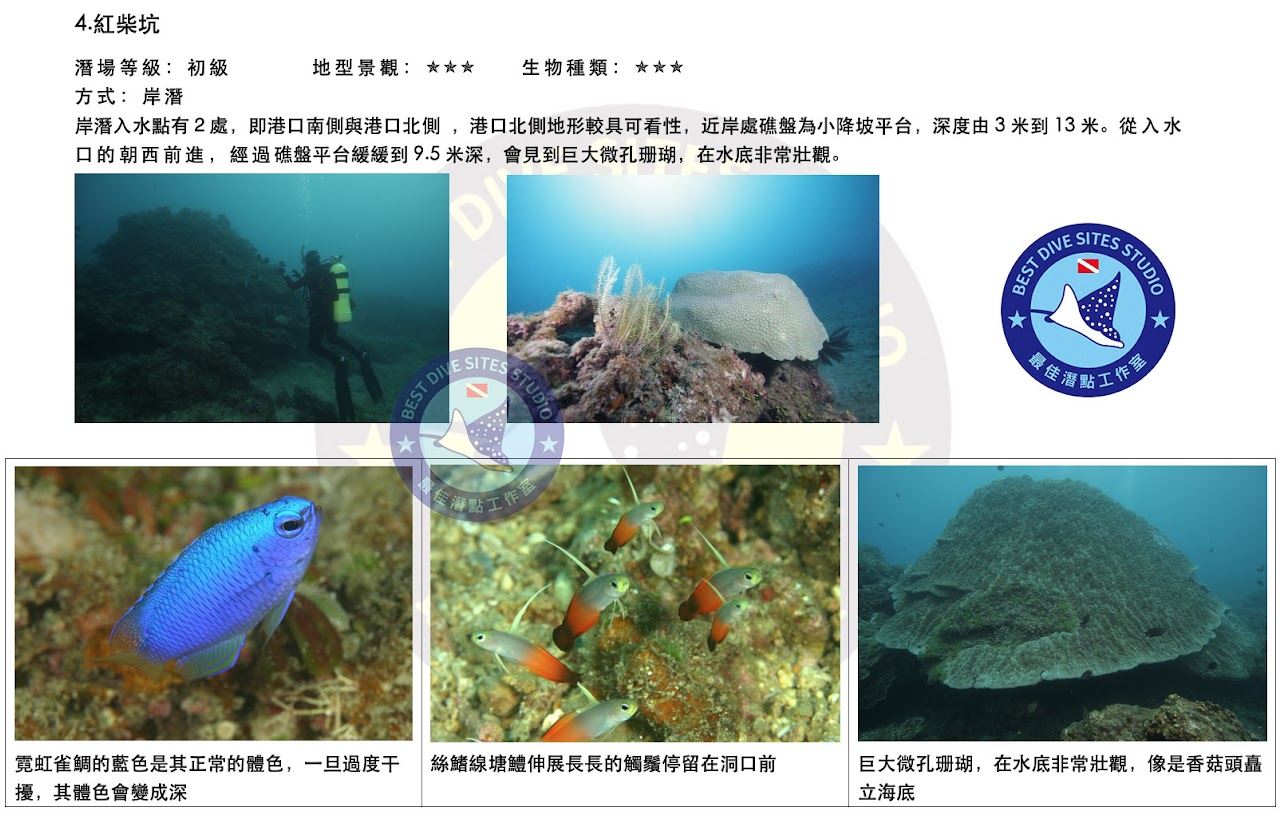 4.紅柴坑
潛場等級：初級 地型景觀：★★★ 生物種類：★★★
方式：岸潛
岸潛入水點有2處，即港口南側與港口北側 ，港口北側地形較具可看性，近岸處礁盤為小降坡平台，深度由3米到13米。從入水
口的朝西前進，經過礁盤平台緩緩到9.5米深，會見到巨大微孔珊瑚，在水底非常壯觀。
BEST DIVE SITES STUDIO
最佳潛點工作室
BEST DIVE SITES STUDIO
最佳潛點工作室
霓虹雀鯛的藍色是其正常的體色，一旦過度干
擾，其體色會變成深
絲鰭線塘鱧伸展長長的觸鬚停留在洞口前
巨大微孔珊瑚，在水底非常壯觀，像是香菇頭矗
立海底